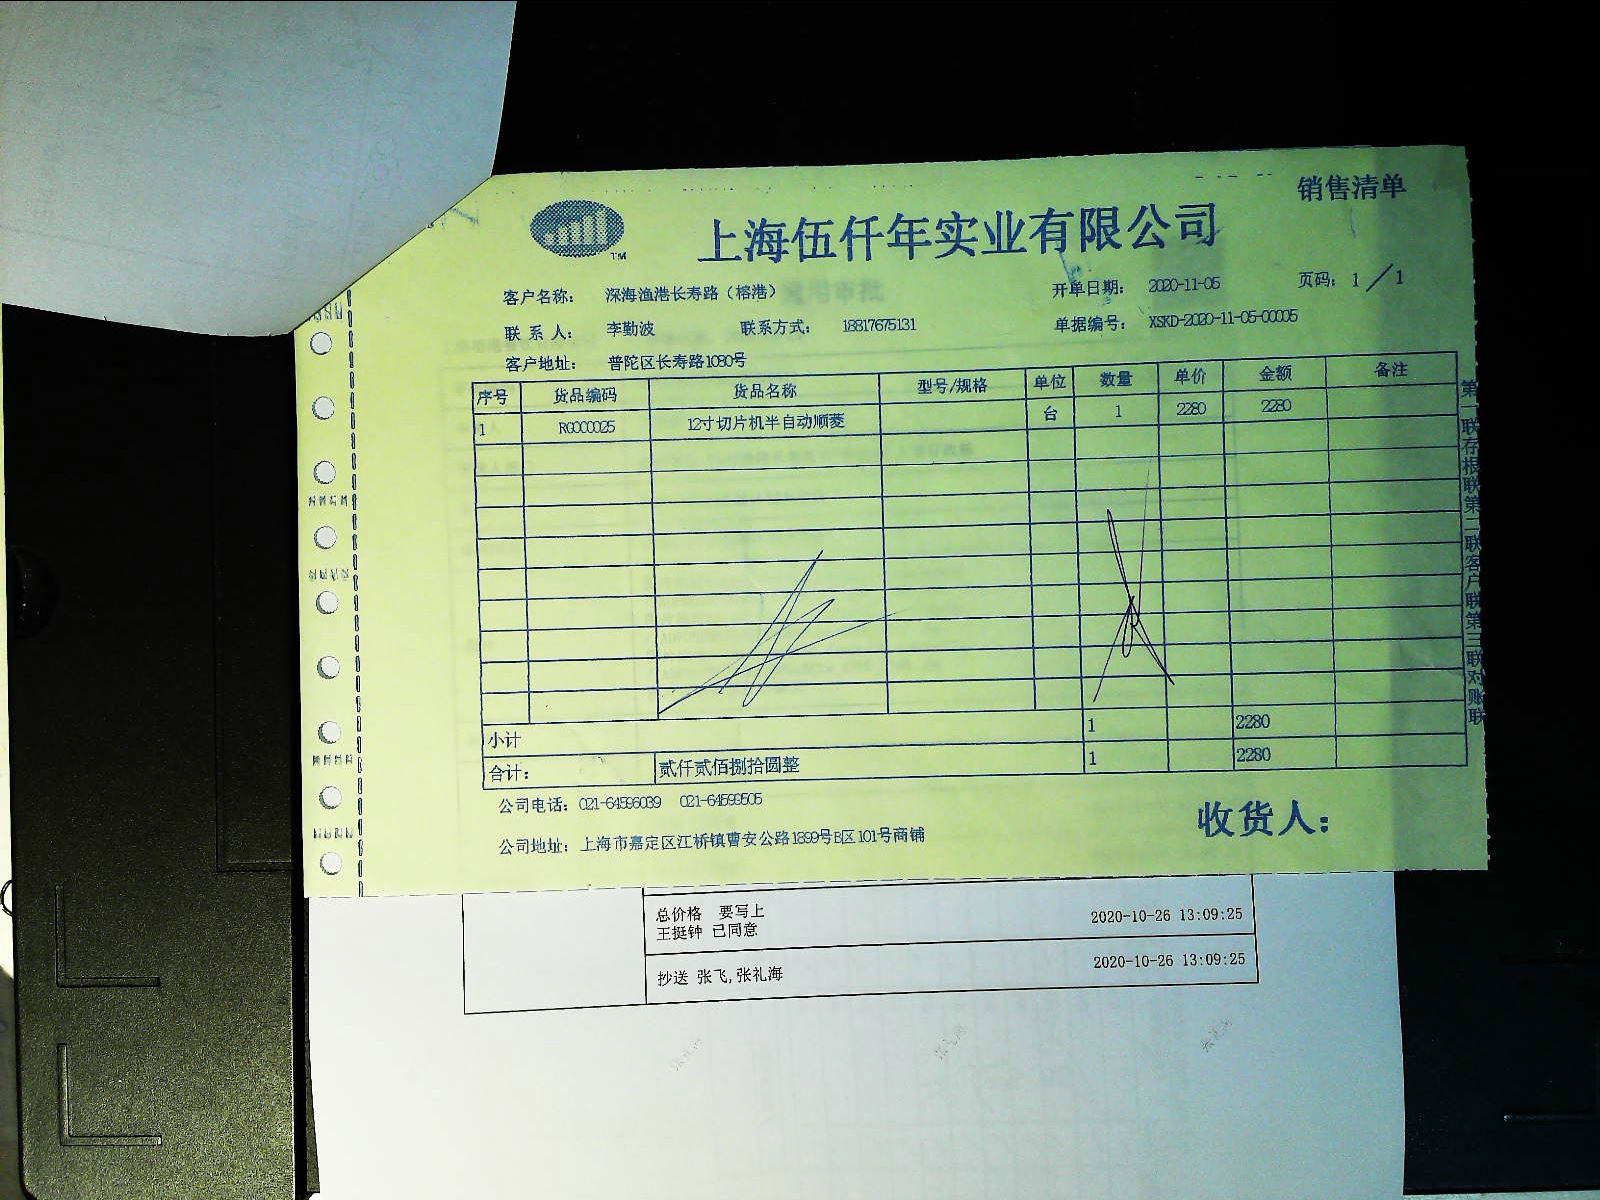 销售清单
上海伍仟年实业有限公司
TM
客户名称： 深海渔港长寿路（榕港） 开单日期： 2020-11-05 页码： 1 / 1
联 系 人： 李勤波 联系方式： 18817675131 单据编号： XSKD-2020-11-05-00005
客户地址： 普陀区长寿路1080号
序号 货品编码 货品名称 型号/规格 单位 数量 单价 金额 备注
1 RG000025 12寸切片机半自动顺菱 台 1 2280 2280
小计 1 2280
合计： 贰仟贰佰捌拾圆整 1 2280
公司电话： 021-64596039 021-64599505
收货人：
公司地址： 上海市嘉定区江桥镇曹安公路1899号B区101号商铺
第一联存根联第二联客户联第三联对账联
总价格 要写上 2020-10-26 13:09:25
王挺钟 已同意
抄送 张飞,张礼海 2020-10-26 13:09:25